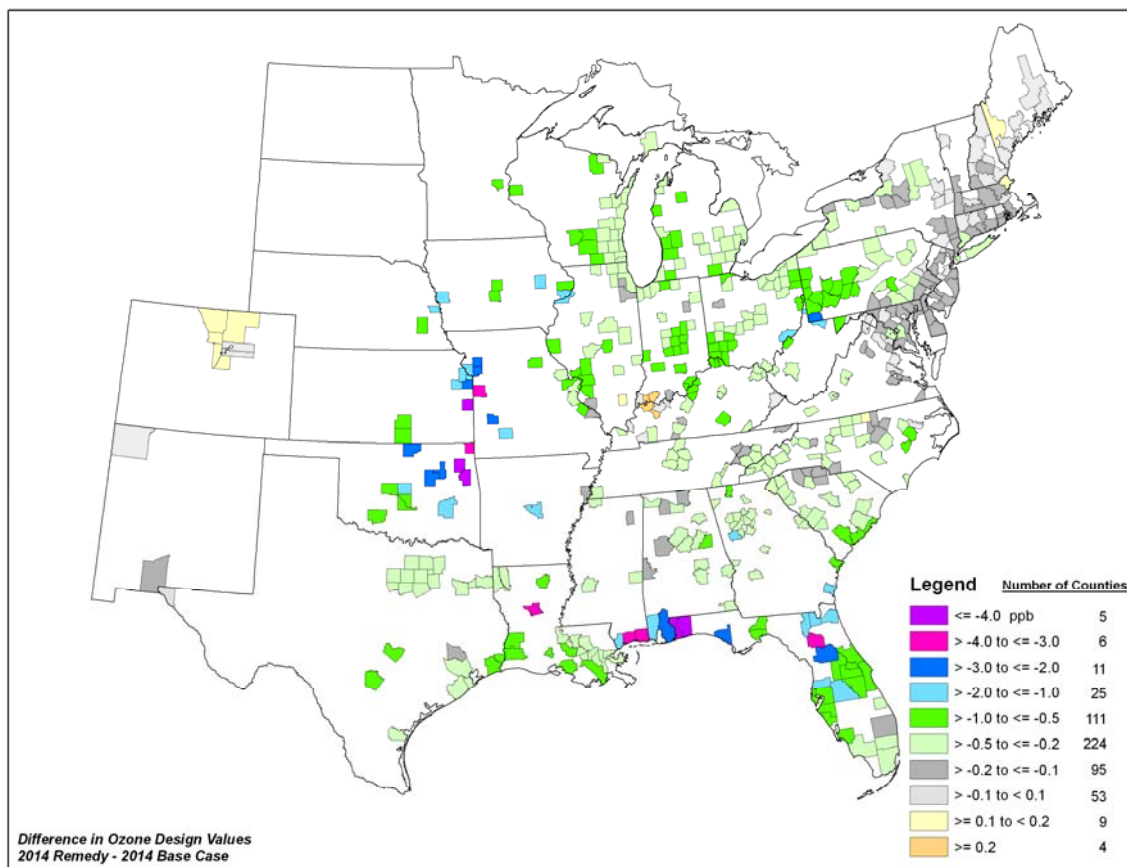 Legend Number of Counties
<= -4.0 ppb 5
> -4.0 to <= -3.0 6
> -3.0 to <= -2.0 11
> -2.0 to <= -1.0 25
> -1.0 to <= -0.5 111
> -0.5 to <= -0.2 224
> -0.2 to <= -0.1 95
> -0.1 to < 0.1 53
>= 0.1 to < 0.2 9
>= 0.2 4
Difference in Ozone Design Values
2014 Remedy - 2014 Base Case